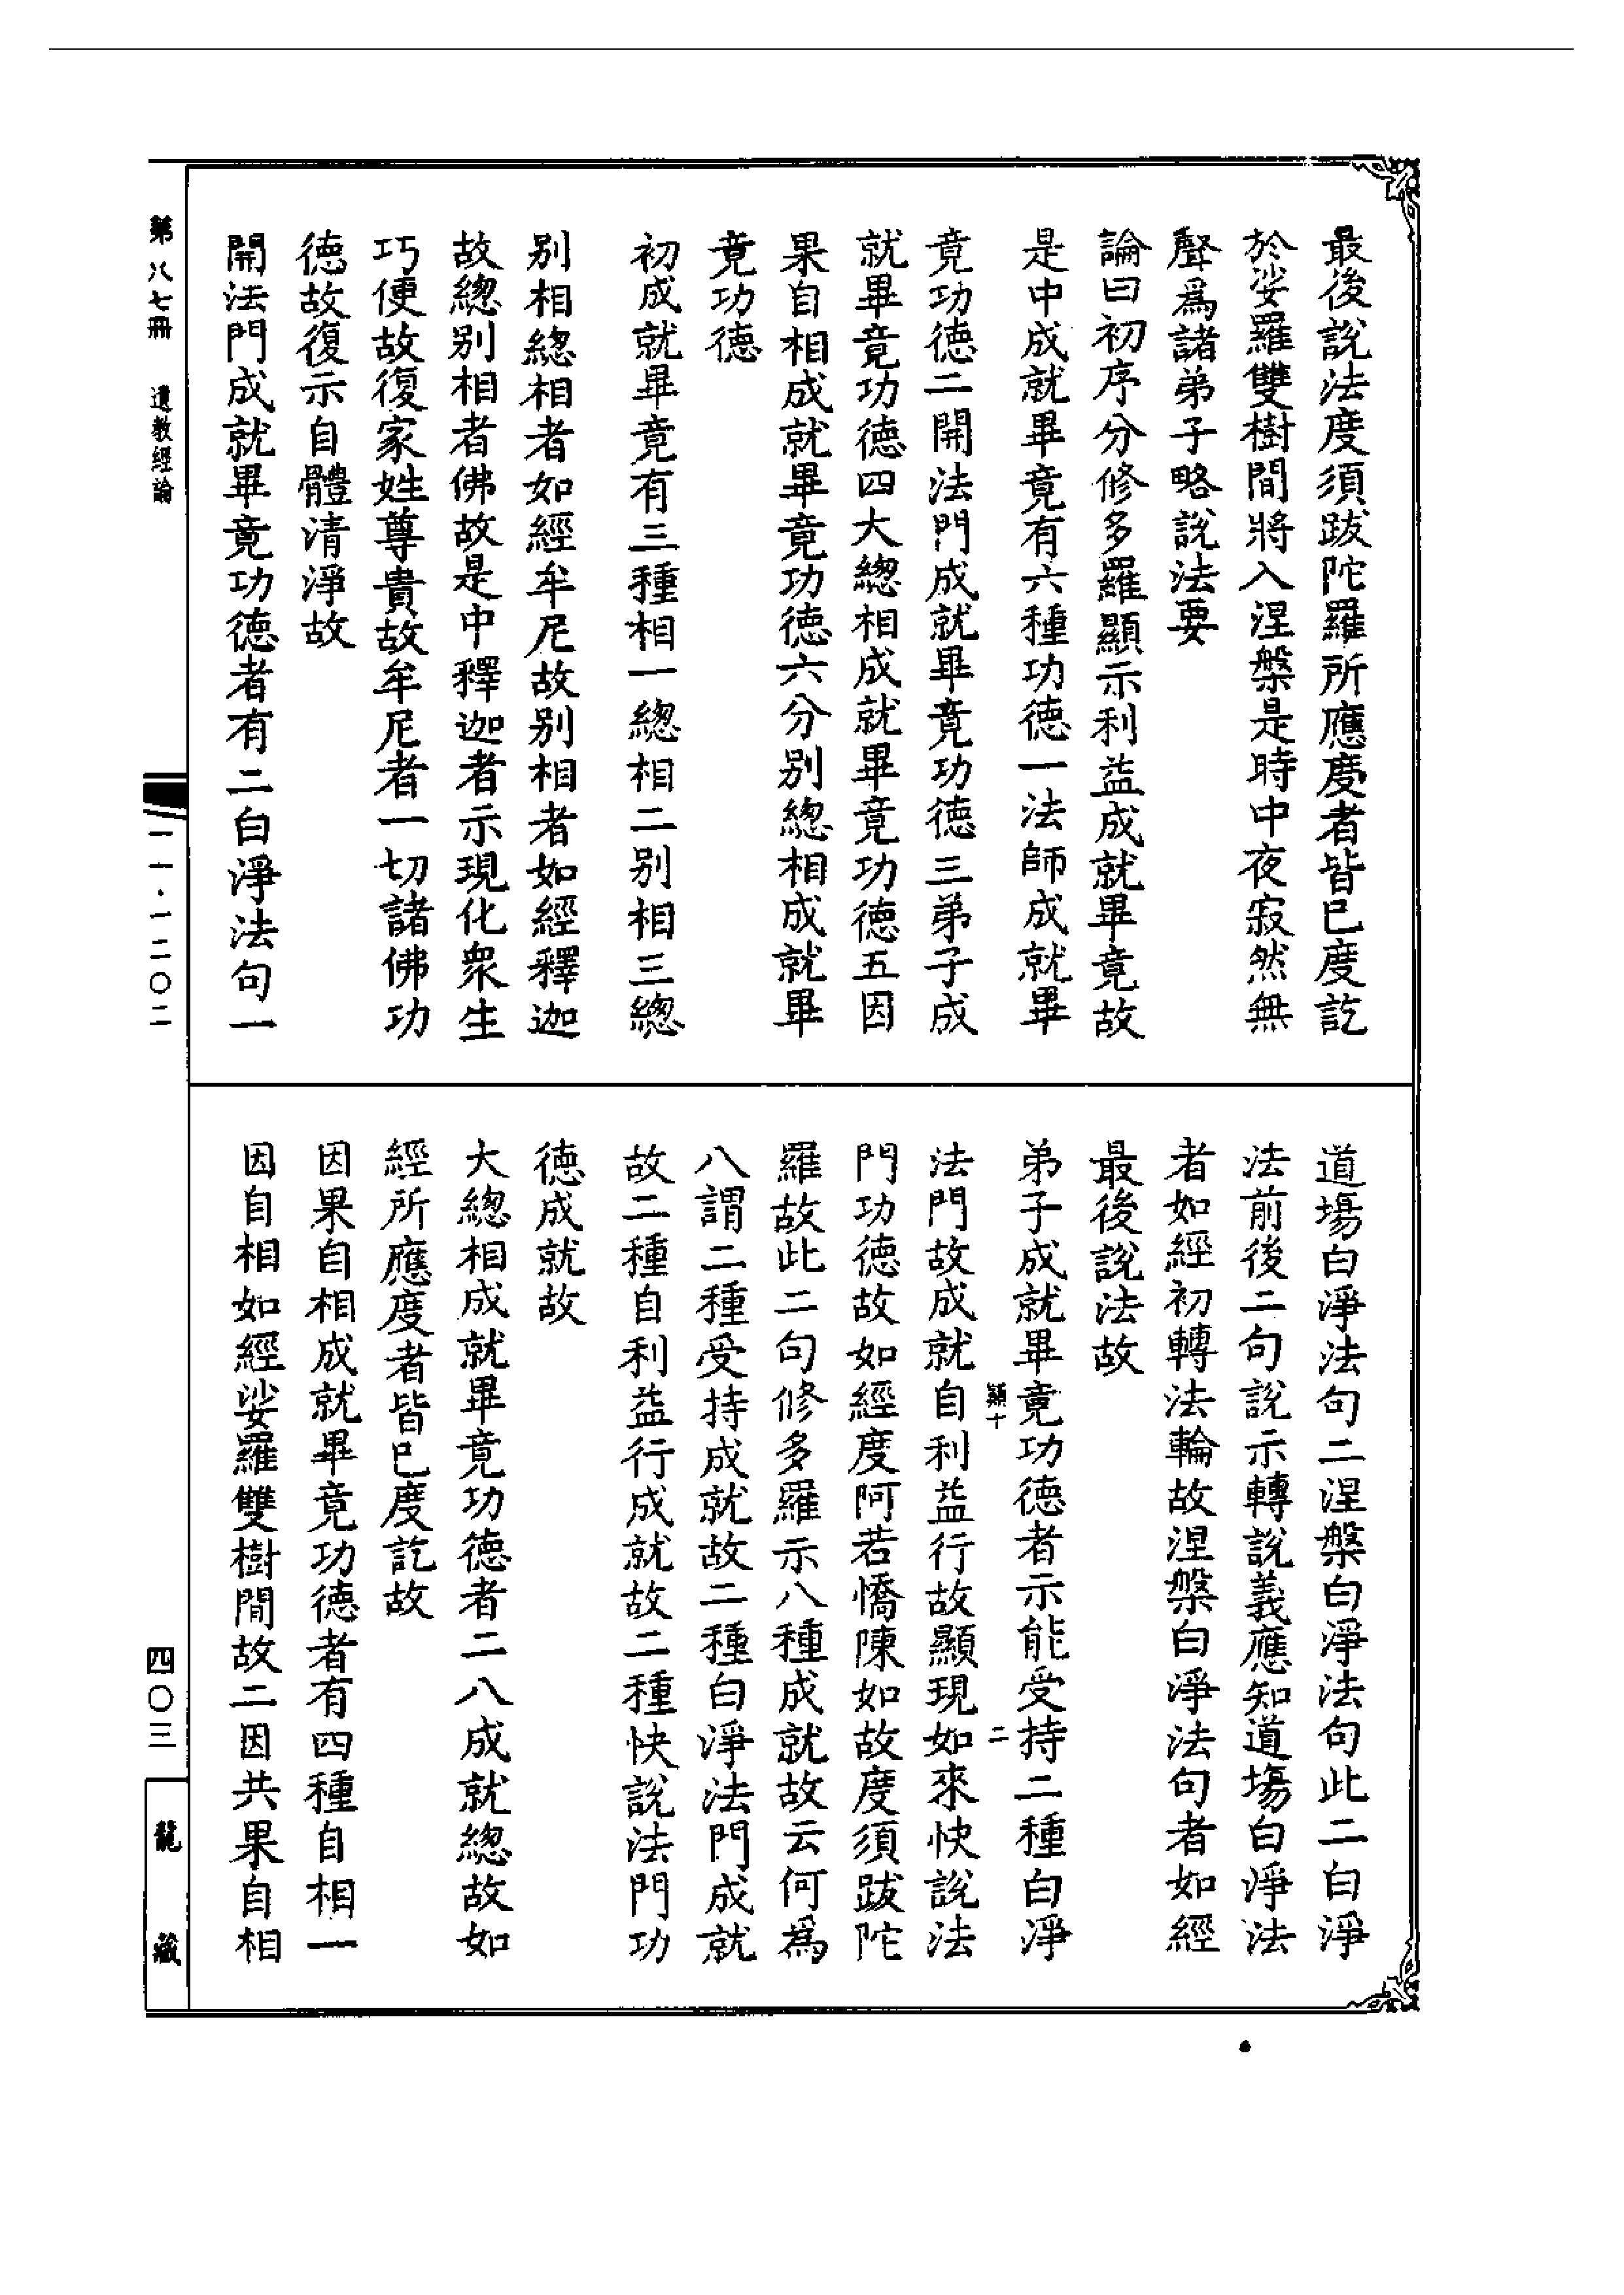 最後說法度須跋陀羅所應度者皆已度訖
於娑羅雙樹間將入涅槃是時中夜寂然無
聲為諸弟子略說法要
論曰初序分修多羅顯示利益成就畢竟故
是中成就畢竟有六種功德一法師成就畢
竟功德二開法門成就畢竟功德三弟子成
就畢竟功德四大總相成就畢竟功德五因
果自相成就畢竟功德六分別總相成就畢
竟功德
初成就畢竟有三種相一總相二別相三總
別相總相者如經牟尼故別相者如經釋迦
故總別相者佛故是中釋迦者示現化眾生
巧便故復家姓尊貴故牟尼者一切諸佛功
德故復示自體清淨故
開法門成就畢竟功德者有二白淨法句一
道場白淨法句二涅槃白淨法句此二白淨
法前後二句說示轉說義應知道場白淨法
者如經初轉法輪故涅槃白淨法句者如經
最後說法故
弟子成就畢竟功德者示能受持二種白淨
穎十 二
法門故成就自利益行故顯現如來快說法
門功德故如經度阿若憍陳如故度須跋陀
羅故此二句修多羅示八種成就故云何為
八謂二種受持成就故二種白淨法門成就
故二種自利益行成就故二種快說法門功
德成就故
大總相成就畢竟功德者二八成就總故如
經所應度者皆已度訖故
因果自相成就畢竟功德者有四種自相一
因自相如經娑羅雙樹間故二因共果自相
第八七冊 遺教經論
一一·一二〇二
四〇三
龍藏